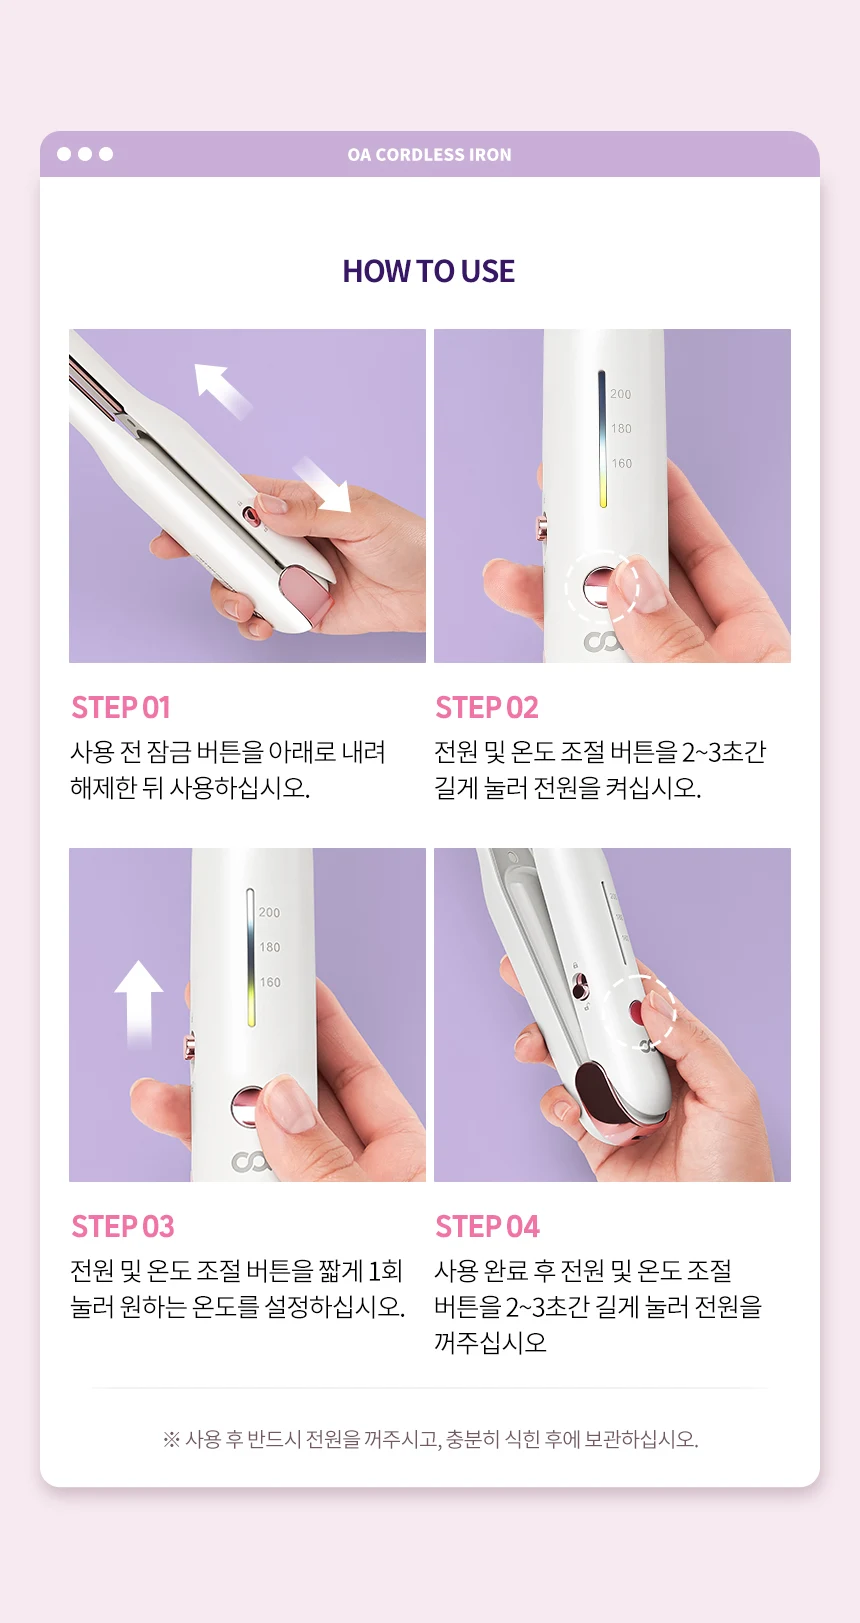 OA CORDLESS IRON
HOW TO USE
200
180
160
STEP 01
사용 전 잠금 버튼을 아래로 내려
해제한 뒤 사용하십시오.
STEP 02
전원 및 온도 조절 버튼을 2~3초간
길게 눌러 전원을 켜십시오.
200
180
160
STEP 03
전원 및 온도 조절 버튼을 짧게 1회
눌러 원하는 온도를 설정하십시오.
STEP 04
사용 완료 후 전원 및 온도 조절
버튼을 2~3초간 길게 눌러 전원을
꺼주십시오
※ 사용 후 반드시 전원을 꺼주시고, 충분히 식힌 후에 보관하십시오.